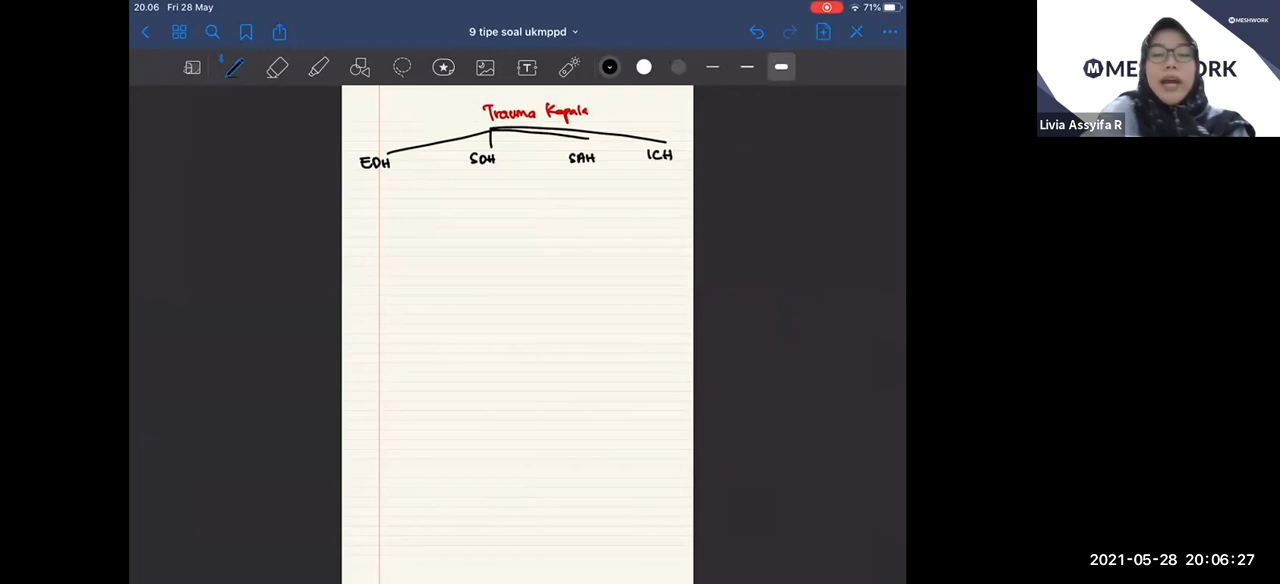 20.06 Fri 28 May
71%
9 tipe soal ukmppd
MESHWORK
Livia Assyifa R
Trauma Kepala
EDH SDH SAH ICH
2021-05-28 20:06:27